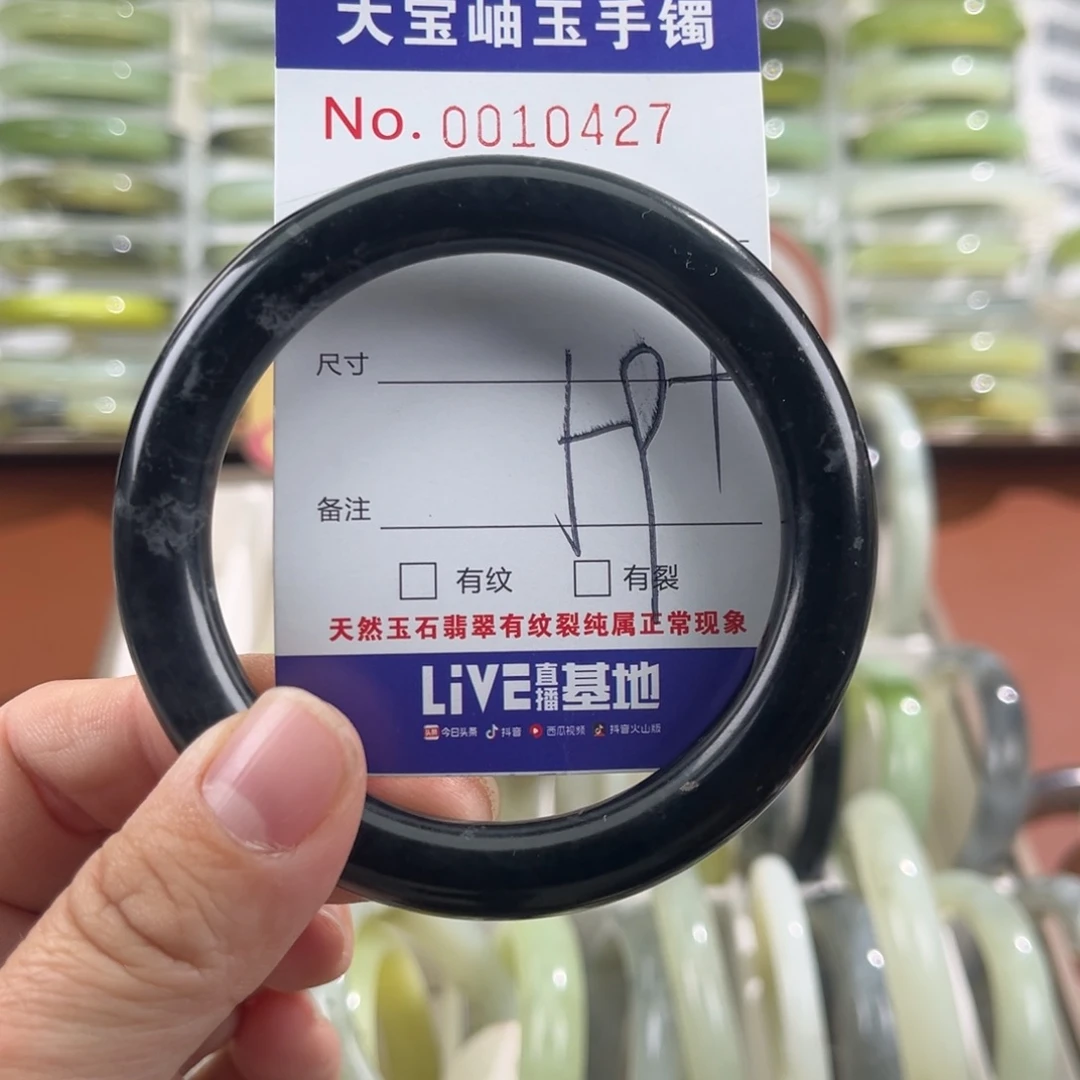 大宝岫玉手镯
No. 0010427
尺寸
备注
□ 有纹 □ 有裂
天然玉石翡翠有纹裂纯属正常现象
LiVE直播基地
头条 今日头条 抖音 西瓜视频 抖音火山版